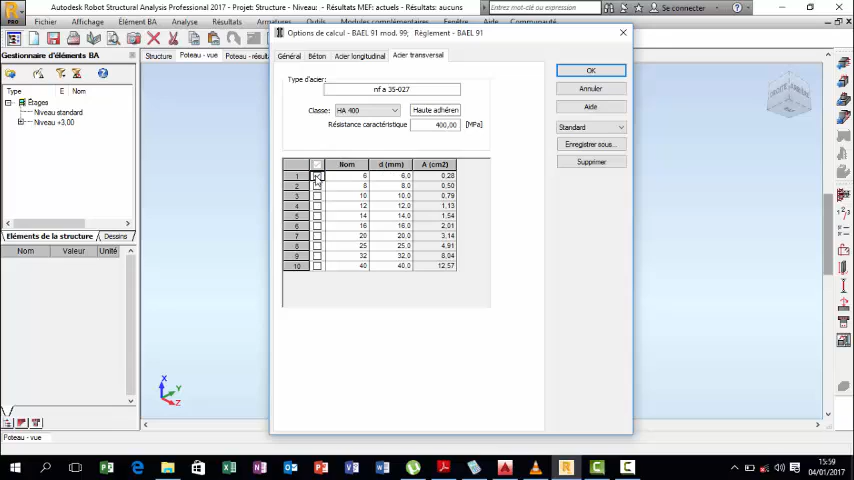 Autodesk Robot Structural Analysis Professional 2017 - Projet: Structure - Niveau: - Résultats MEF: actuels - Résultats: aucuns
Entrez mot-clé/expression
Se connecter
Fichier Affichage Élément BA Analyse Résultats Armatures Outils Modules Compléments Fenêtre Aide Communauté
PRO
Gestionnaire d'éléments BA
Structure
Poteau - vue
Type E Nom
Étages
Niveau standard
Niveau +3,00
Éléments de la structure
Dessins
Nom Valeur Unité
Options de calcul - BAEL 91 mod. 99; Règlement - BAEL 91
Général Béton Acier longitudinal Acier transversal
Type d'acier
nf a 35-027
Classe: HA 400 Haute adhéren
Résistance caractéristique 400,00 [MPa]
Nom d (mm) A (cm2)
1 6 6,0 0,28
2 8 8,0 0,50
3 10 10,0 0,79
4 12 12,0 1,13
5 14 14,0 1,54
6 16 16,0 2,01
7 20 20,0 3,14
8 25 25,0 4,91
9 32 32,0 8,04
10 40 40,0 12,57
OK
Annuler
Aide
Standard
Enregistrer sous...
Supprimer
X
Y
Z
Poteau - vue
15:59
04/01/2017